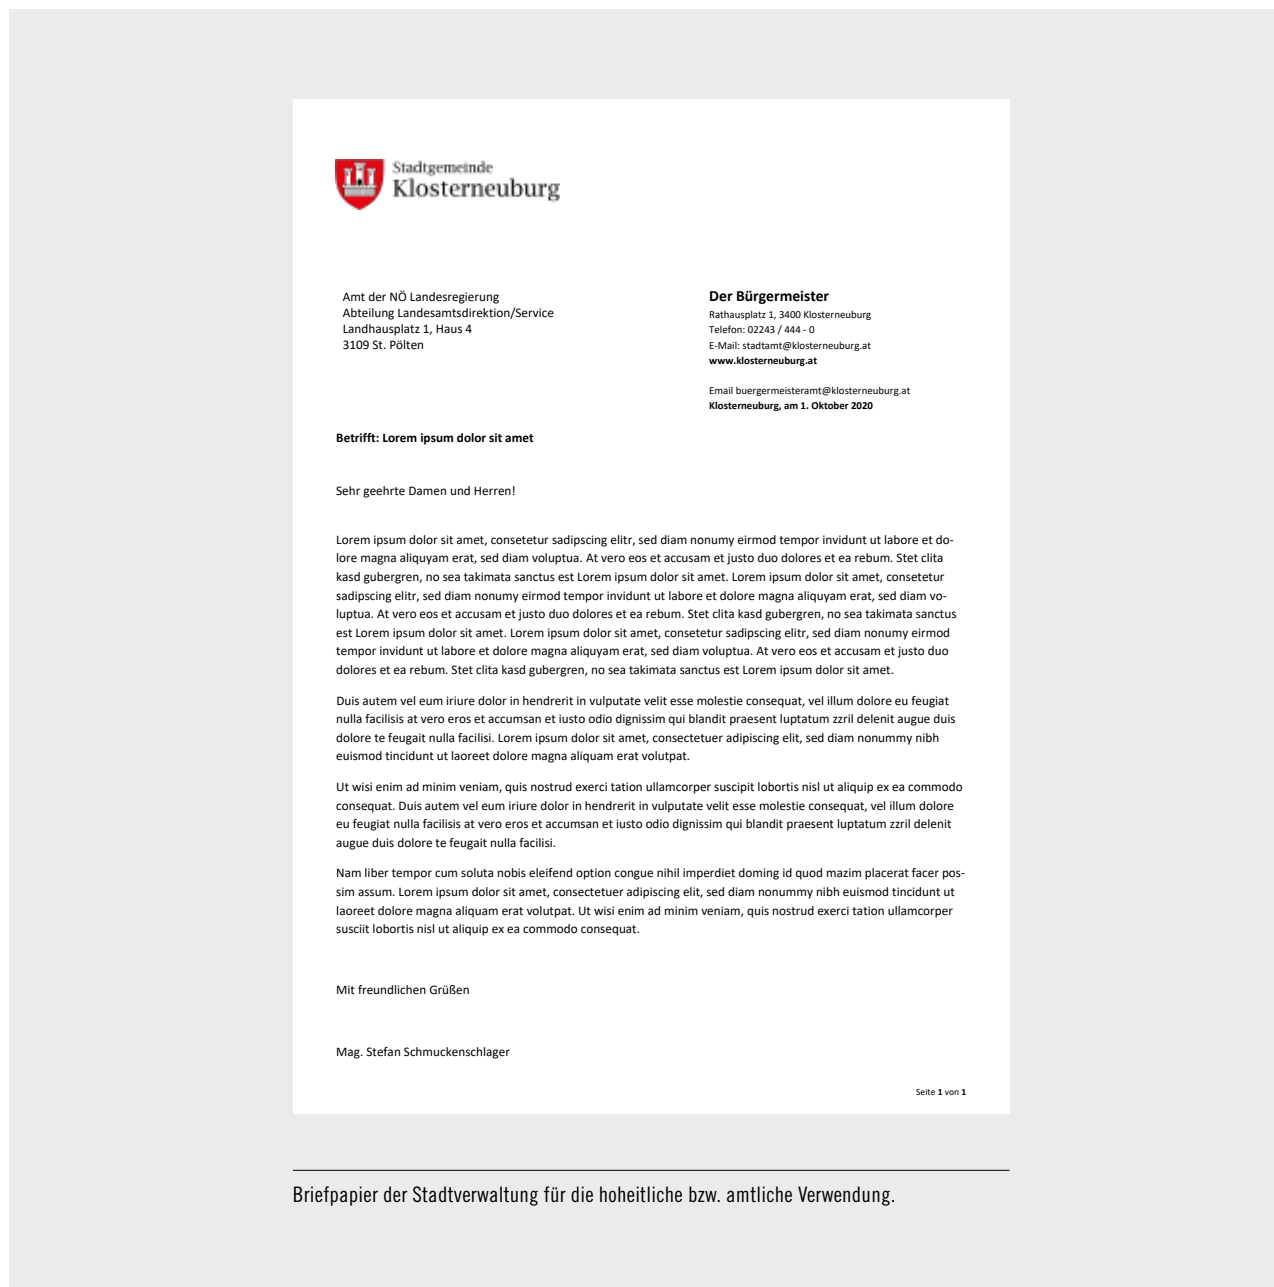 Stadtgemeinde
Klosterneuburg
Amt der NÖ Landesregierung
Abteilung Landesamtsdirektion/Service
Landhausplatz 1, Haus 4
3109 St. Pölten
Der Bürgermeister
Rathausplatz 1, 3400 Klosterneuburg
Telefon: 02243 / 444 - 0
E-Mail: stadtamt@klosterneuburg.at
www.klosterneuburg.at
Email buergermeisteramt@klosterneuburg.at
Klosterneuburg, am 1. Oktober 2020
Betrifft: Lorem ipsum dolor sit amet
Sehr geehrte Damen und Herren!
Lorem ipsum dolor sit amet, consetetur sadipscing elitr, sed diam nonumy eirmod tempor invidunt ut labore et do-
lore magna aliquyam erat, sed diam voluptua. At vero eos et accusam et justo duo dolores et ea rebum. Stet clita
kasd gubergren, no sea takimata sanctus est Lorem ipsum dolor sit amet. Lorem ipsum dolor sit amet, consetetur
sadipscing elitr, sed diam nonumy eirmod tempor invidunt ut labore et dolore magna aliquyam erat, sed diam vo-
luptua. At vero eos et accusam et justo duo dolores et ea rebum. Stet clita kasd gubergren, no sea takimata sanctus
est Lorem ipsum dolor sit amet. Lorem ipsum dolor sit amet, consetetur sadipscing elitr, sed diam nonumy eirmod
tempor invidunt ut labore et dolore magna aliquyam erat, sed diam voluptua. At vero eos et accusam et justo duo
dolores et ea rebum. Stet clita kasd gubergren, no sea takimata sanctus est Lorem ipsum dolor sit amet.
Duis autem vel eum iriure dolor in hendrerit in vulputate velit esse molestie consequat, vel illum dolore eu feugiat
nulla facilisis at vero eros et accumsan et iusto odio dignissim qui blandit praesent luptatum zzril delenit augue duis
dolore te feugait nulla facilisi. Lorem ipsum dolor sit amet, consectetuer adipiscing elit, sed diam nonummy nibh
euismod tincidunt ut laoreet dolore magna aliquam erat volutpat.
Ut wisi enim ad minim veniam, quis nostrud exerci tation ullamcorper suscipit lobortis nisl ut aliquip ex ea commodo
consequat. Duis autem vel eum iriure dolor in hendrerit in vulputate velit esse molestie consequat, vel illum dolore
eu feugiat nulla facilisis at vero eros et accumsan et iusto odio dignissim qui blandit praesent luptatum zzril delenit
augue duis dolore te feugait nulla facilisi.
Nam liber tempor cum soluta nobis eleifend option congue nihil imperdiet doming id quod mazim placerat facer pos-
sim assum. Lorem ipsum dolor sit amet, consectetuer adipiscing elit, sed diam nonummy nibh euismod tincidunt ut
laoreet dolore magna aliquam erat volutpat. Ut wisi enim ad minim veniam, quis nostrud exerci tation ullamcorper
susciit lobortis nisl ut aliquip ex ea commodo consequat.
Mit freundlichen Grüßen
Mag. Stefan Schmuckenschlager
Seite 1 von 1
Briefpapier der Stadtverwaltung für die hoheitliche bzw. amtliche Verwendung.